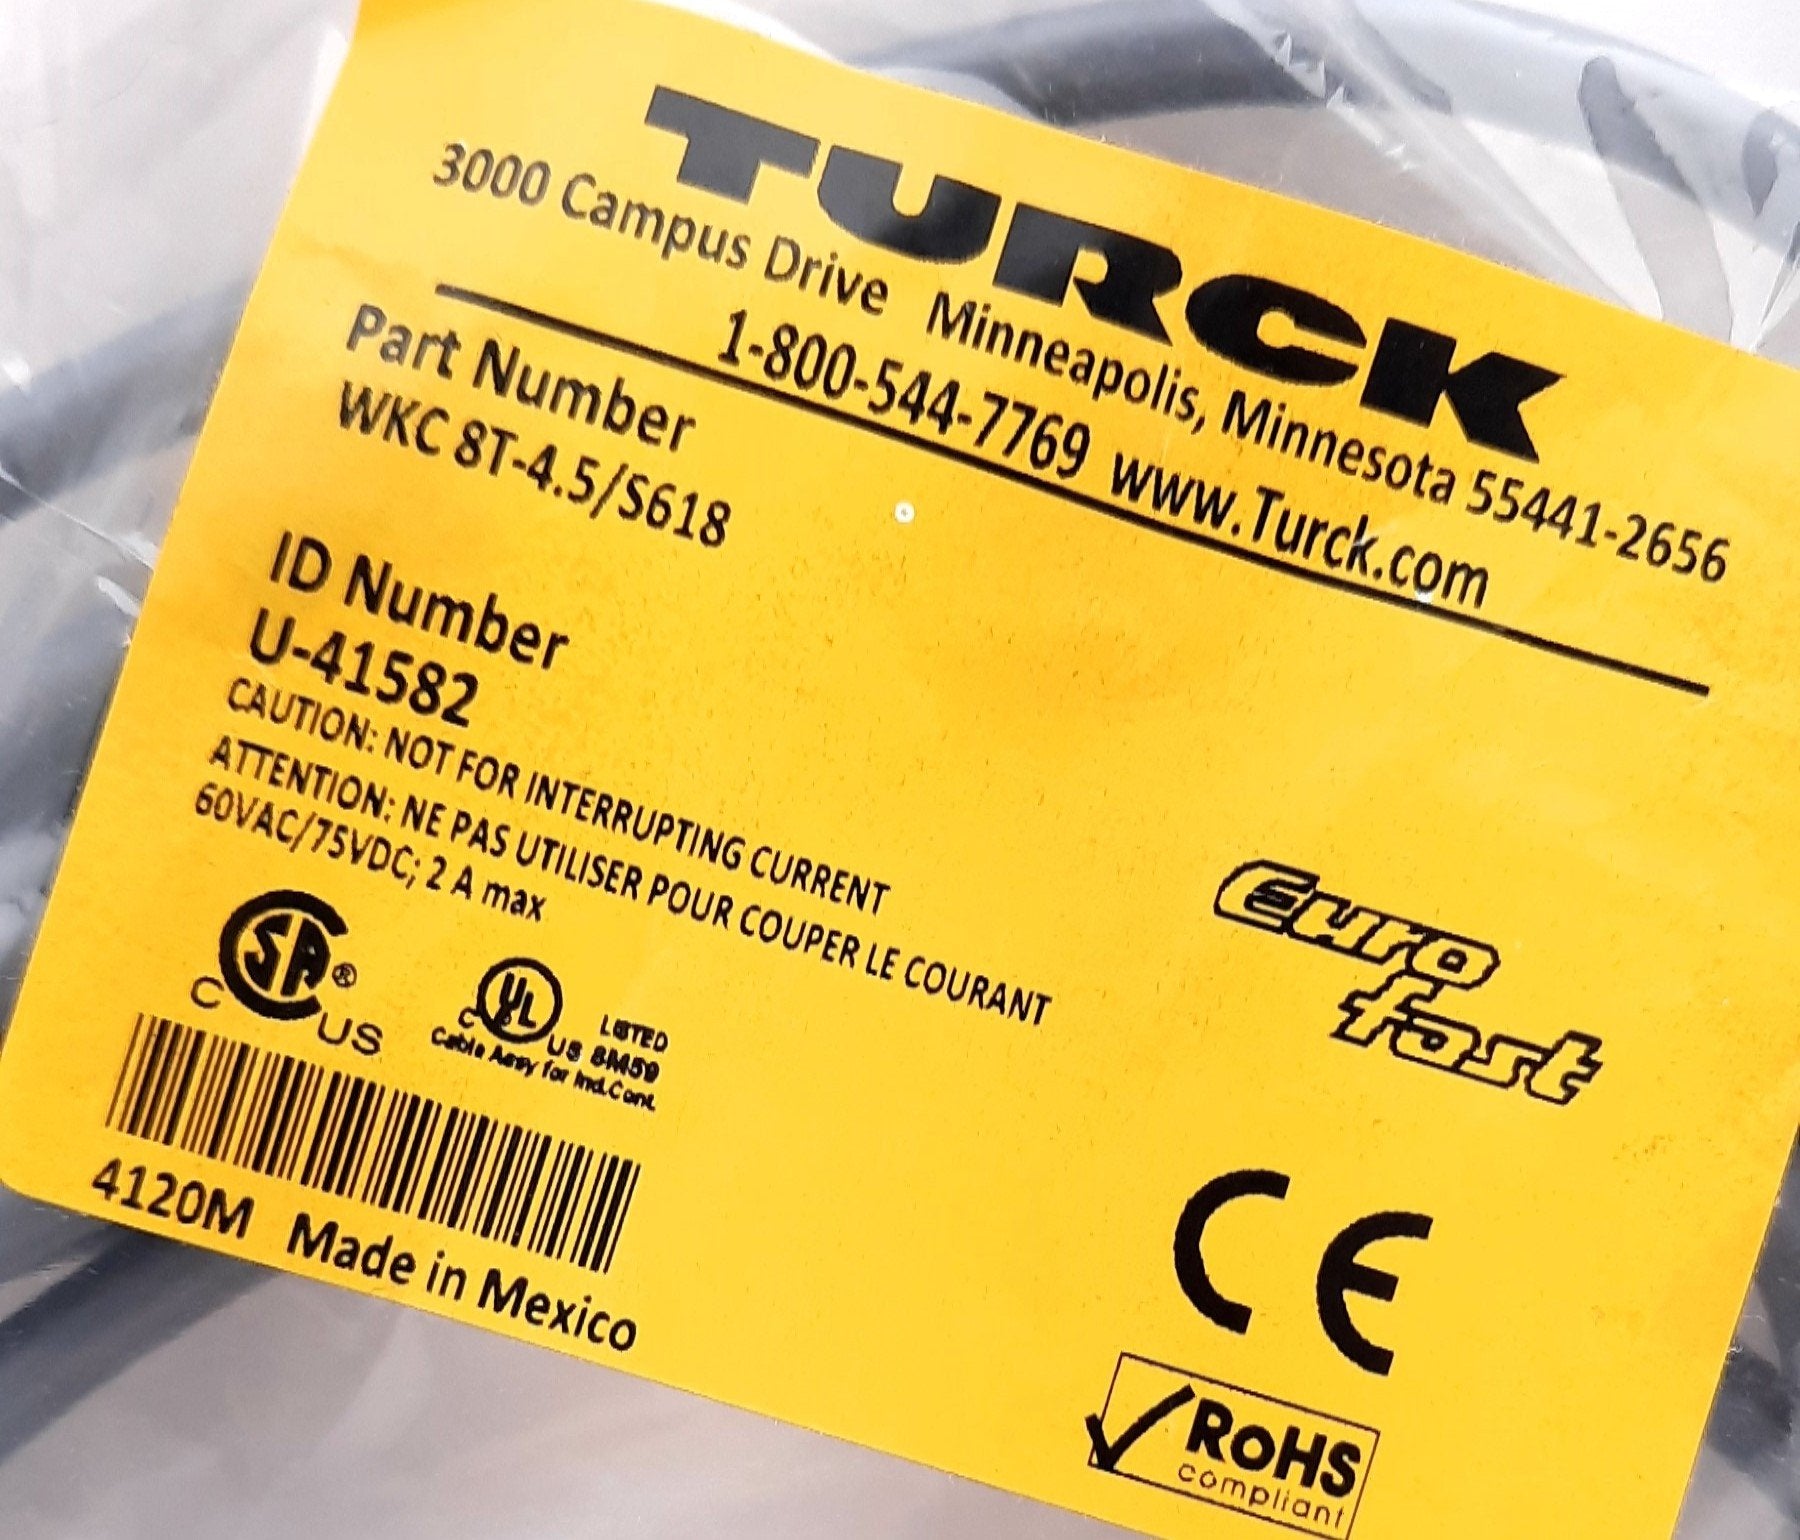 TURCK
3000 Campus Drive Minneapolis, Minnesota 55441-2656
1-800-544-7769 www.Turck.com
Part Number
WKC 8T-4.5/S618
ID Number
U-41582
CAUTION: NOT FOR INTERRUPTING CURRENT
ATTENTION: NE PAS UTILISER POUR COUPER LE COURANT
60VAC/75VDC; 2 A max
Euro
fast
C SA ® US
C UL US LISTED
8M59
Cable Assy for Ind.Cont.
4120M Made in Mexico
CE
RoHS
compliant